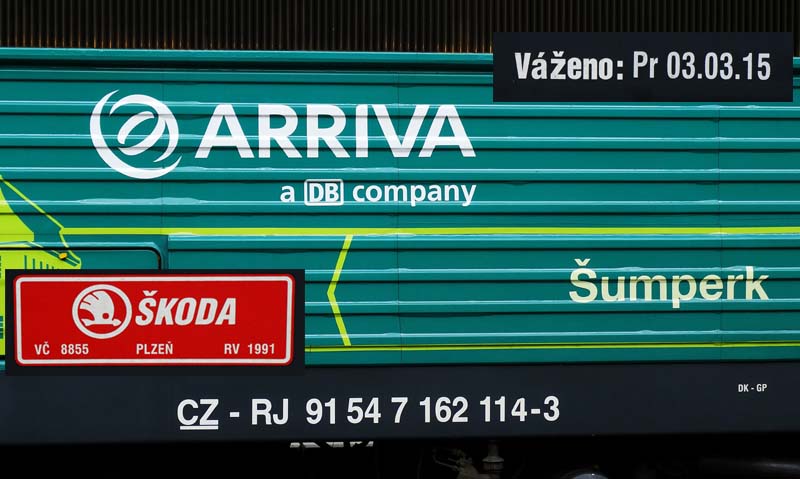 Váženo: Pr 03.03.15
ARRIVA
a DB company
Šumperk
ŠKODA
VČ 8855 PLZEŇ RV 1991
DK - GP
CZ - RJ 91 54 7 162 114-3